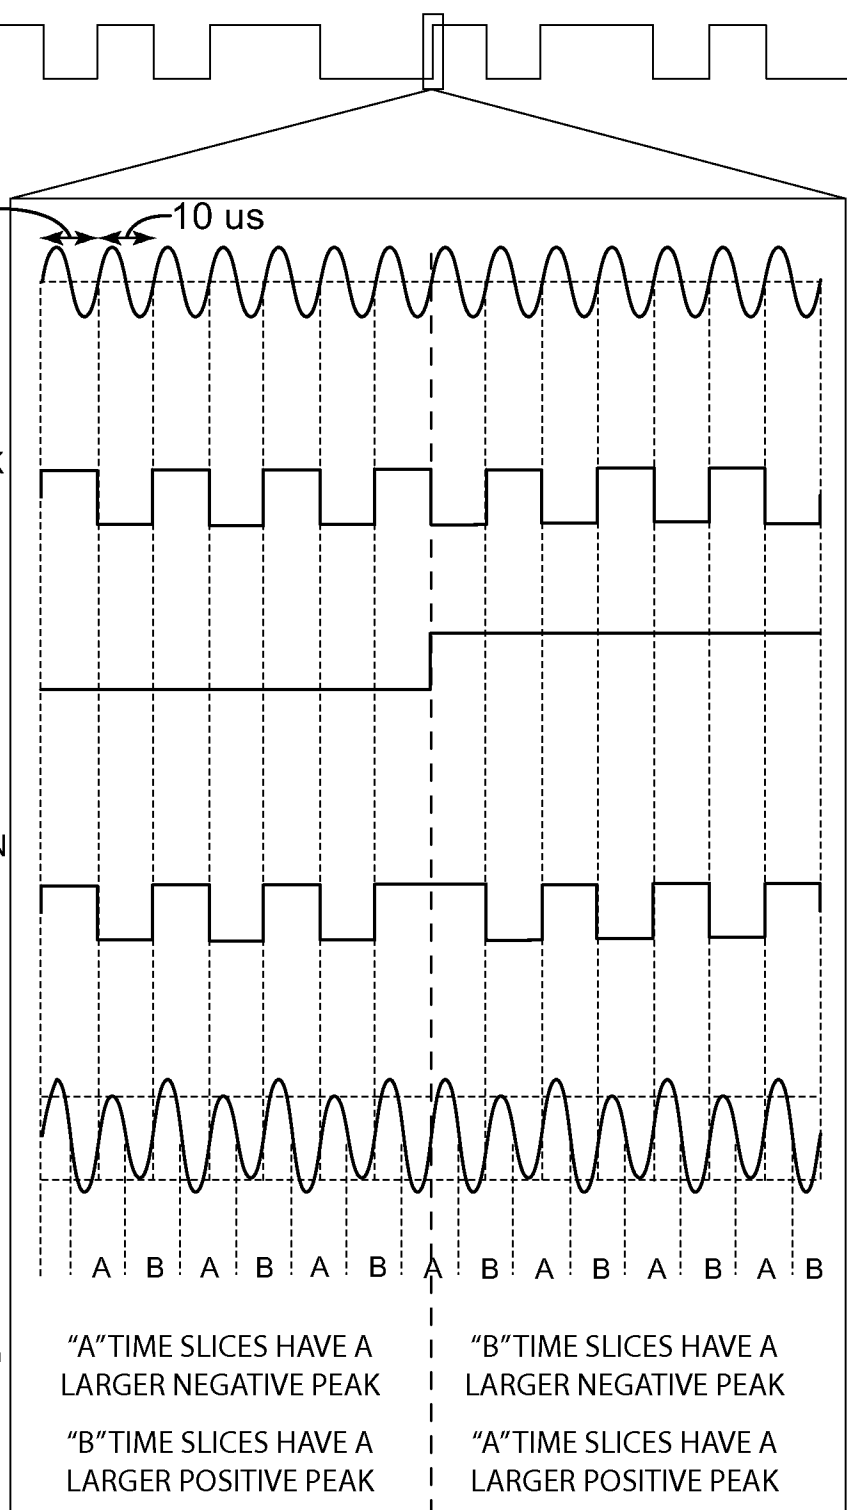 10 us
A B A B A B A B A B A B A B
“A” TIME SLICES HAVE A
LARGER NEGATIVE PEAK
“B” TIME SLICES HAVE A
LARGER POSITIVE PEAK
“B” TIME SLICES HAVE A
LARGER NEGATIVE PEAK
“A” TIME SLICES HAVE A
LARGER POSITIVE PEAK